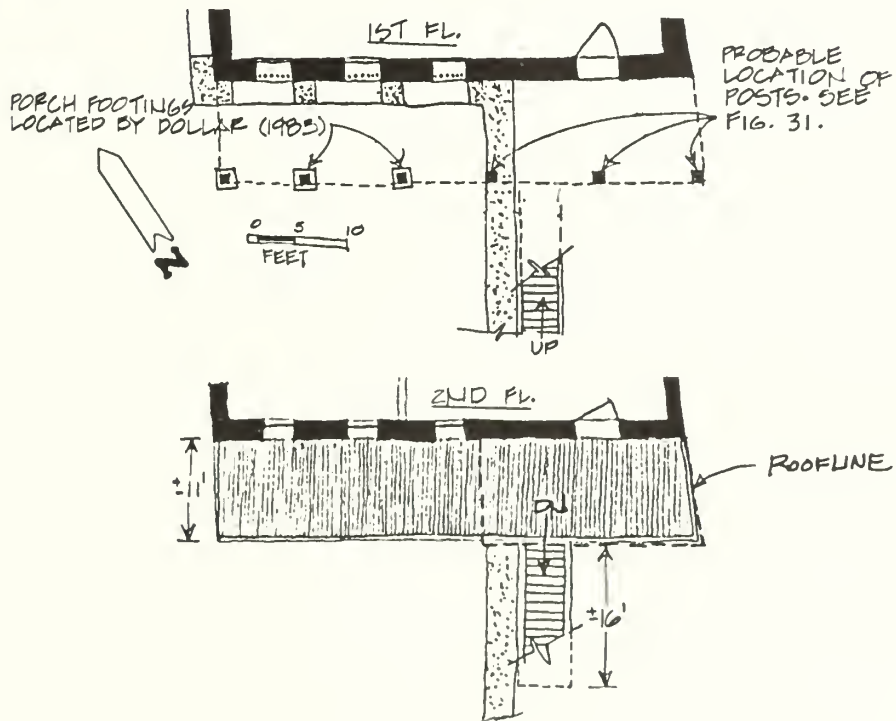 1ST FL.
PROBABLE
LOCATION OF
POSTS. SEE
FIG. 31.
PORCH FOOTINGS
LOCATED BY DOLLAR (1983)
N
0 5 10
FEET
UP
2ND FL.
± 11'
ROOFLINE
DN
±16'